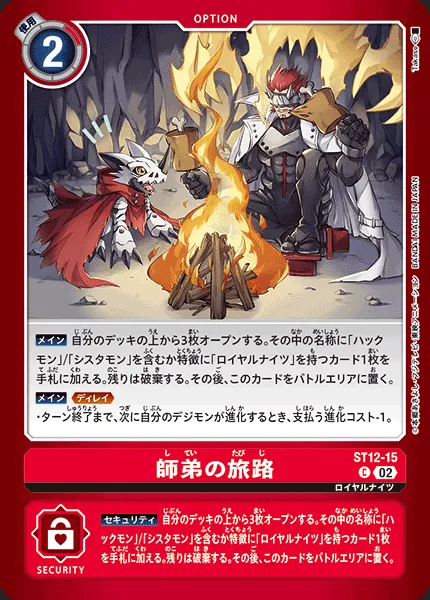 OPTION
使用
2
Takase
BANDAI MADE IN JAPAN
メイン 自分のデッキの上から3枚オープンする。その中の名称に「ハック
モン」/「シスタモン」を含むか特徴に「ロイヤルナイツ」を持つカード1枚を
手札に加える。残りは破棄する。その後、このカードをバトルエリアに置く。
メイン ディレイ
・ターン終了まで、次に自分のデジモンが進化するとき、支払う進化コスト-1。
師弟の旅路
してい たびじ
ST12-15
C 02
ロイヤルナイツ
SECURITY
セキュリティ 自分のデッキの上から3枚オープンする。その中の名称に「ハ
ックモン」/「シスタモン」を含むか特徴に「ロイヤルナイツ」を持つカード1枚
を手札に加える。残りは破棄する。その後、このカードをバトルエリアに置く。